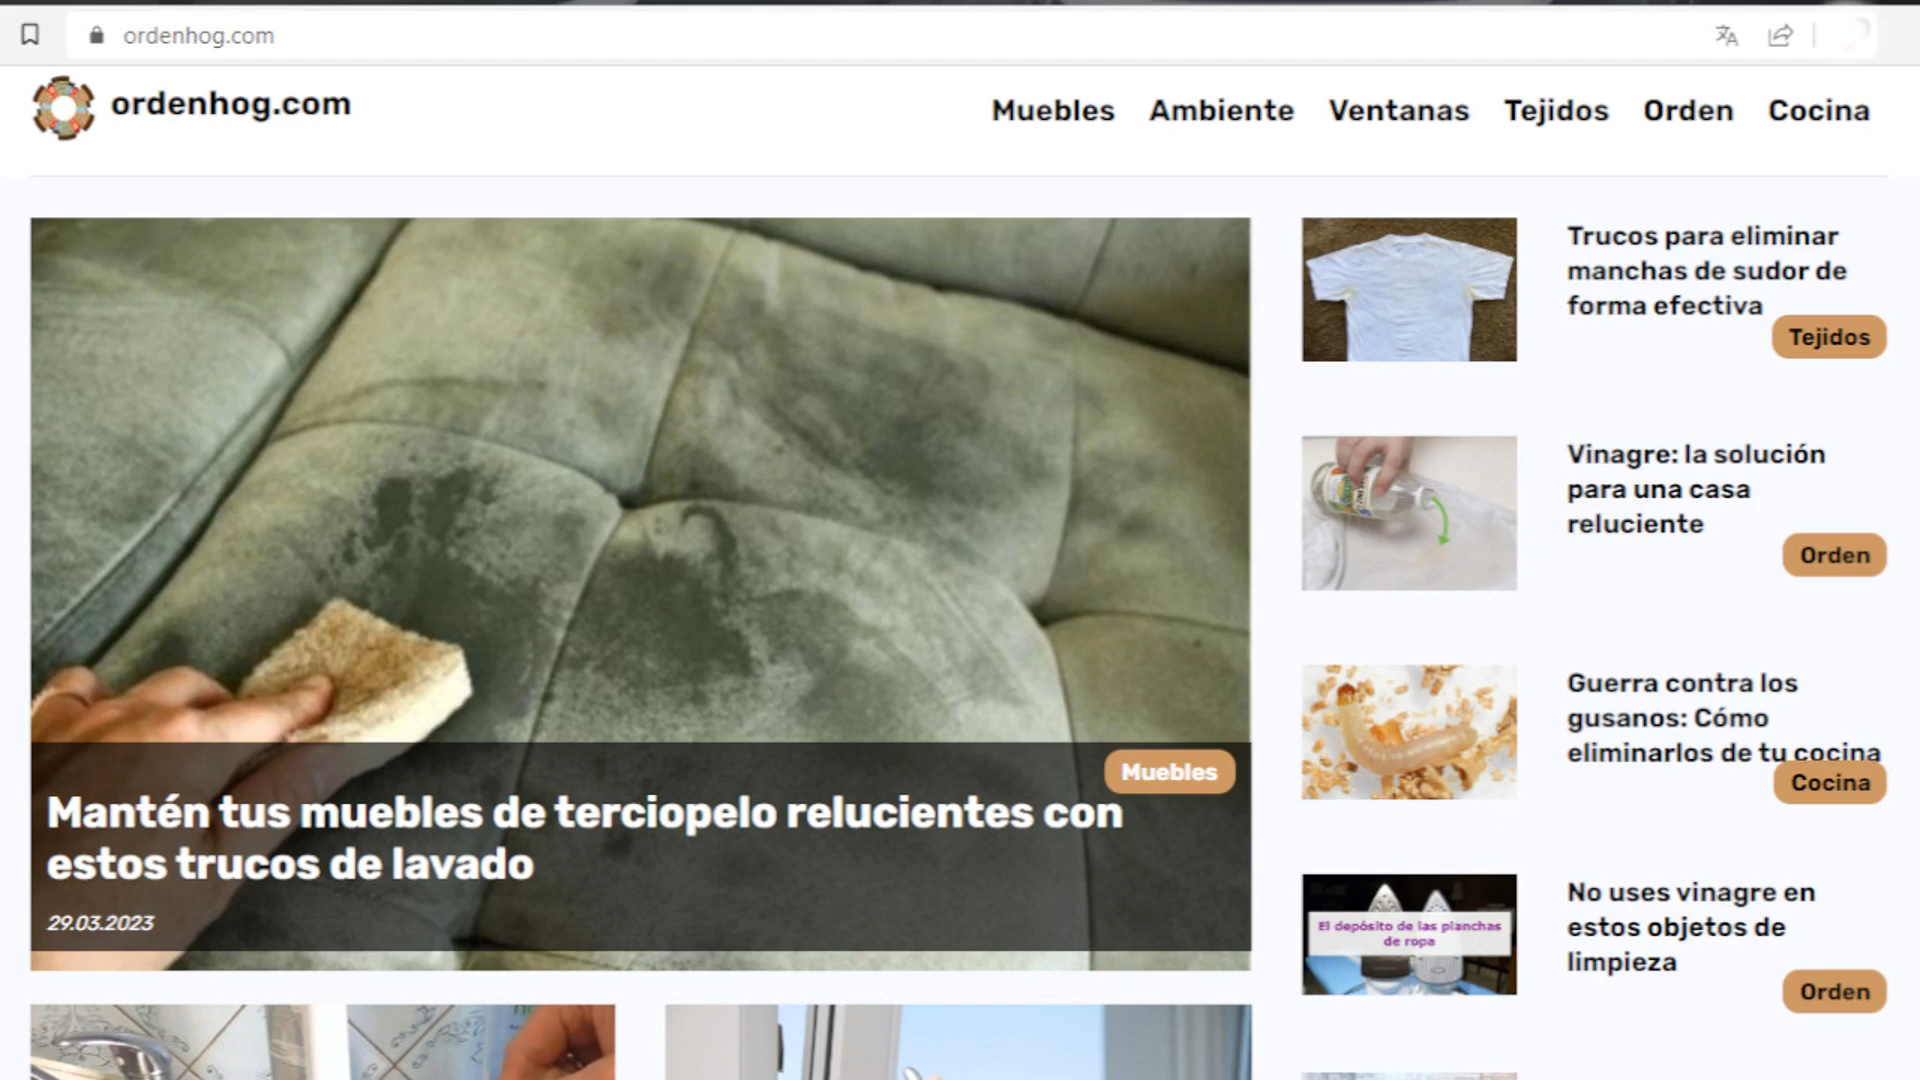 ordenhog.com
ordenhog.com
Muebles Ambiente Ventanas Tejidos Orden Cocina
Muebles
Mantén tus muebles de terciopelo relucientes con
estos trucos de lavado
29.03.2023
Trucos para eliminar
manchas de sudor de
forma efectiva
Tejidos
Vinagre: la solución
para una casa
reluciente
Orden
Guerra contra los
gusanos: Cómo
eliminarlos de tu cocina
Cocina
El depósito de las planchas
de ropa
No uses vinagre en
estos objetos de
limpieza
Orden